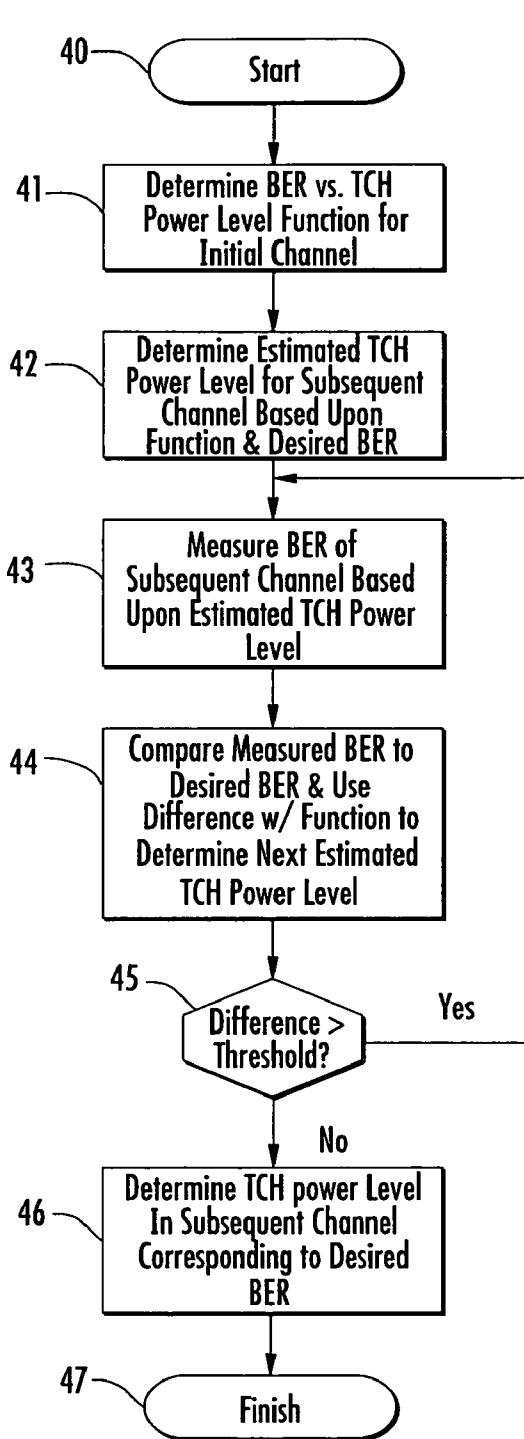 40
Start
41
Determine BER vs. TCH
Power Level Function for
Initial Channel
42
Determine Estimated TCH
Power Level for Subsequent
Channel Based Upon
Function & Desired BER
43
Measure BER of
Subsequent Channel Based
Upon Estimated TCH Power
Level
44
Compare Measured BER to
Desired BER & Use
Difference w/ Function to
Determine Next Estimated
TCH Power Level
45
Difference >
Threshold?
Yes
No
46
Determine TCH power Level
In Subsequent Channel
Corresponding to Desired
BER
47
Finish